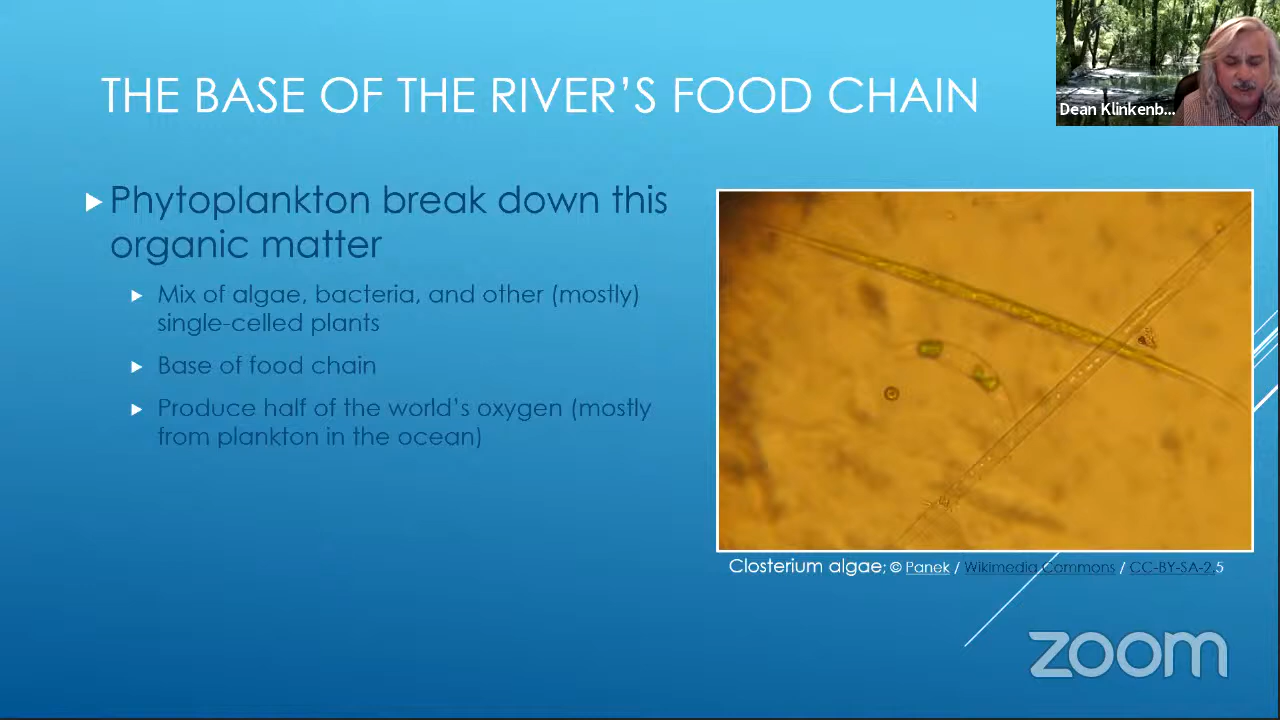 THE BASE OF THE RIVER'S FOOD CHAIN
Dean Klinkenb...
Phytoplankton break down this
organic matter
Mix of algae, bacteria, and other (mostly)
single-celled plants
Base of food chain
Produce half of the world's oxygen (mostly
from plankton in the ocean)
Closterium algae; © Panek / Wikimedia Commons / CC-BY-SA-2.5
zoom